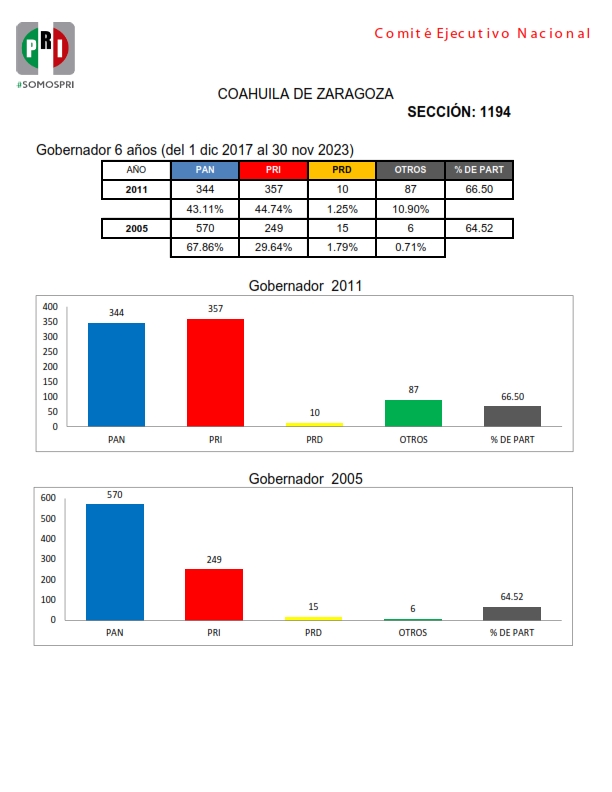 Comité Ejecutivo Nacional
PRI
#SOMOSPRI
COAHUILA DE ZARAGOZA
SECCIÓN: 1194
Gobernador 6 años (del 1 dic 2017 al 30 nov 2023)
AÑO PAN PRI PRD OTROS % DE PART
2011 344 357 10 87 66.50
43.11% 44.74% 1.25% 10.90%
2005 570 249 15 6 64.52
67.86% 29.64% 1.79% 0.71%
Gobernador 2011
400
350
300
250
200
150
100
50
0
344
357
10
87
66.50
PAN PRI PRD OTROS % DE PART
Gobernador 2005
600
500
400
300
200
100
0
570
249
15
6
64.52
PAN PRI PRD OTROS % DE PART